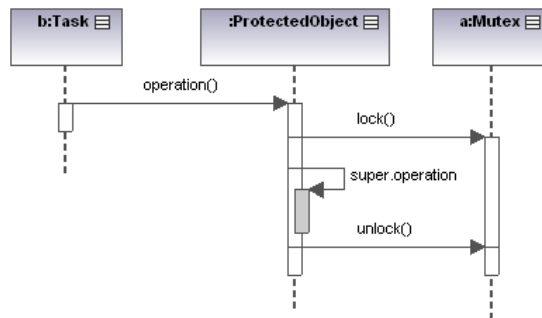 b:Task
:ProtectedObject
a:Mutex
operation()
lock()
super.operation
unlock()